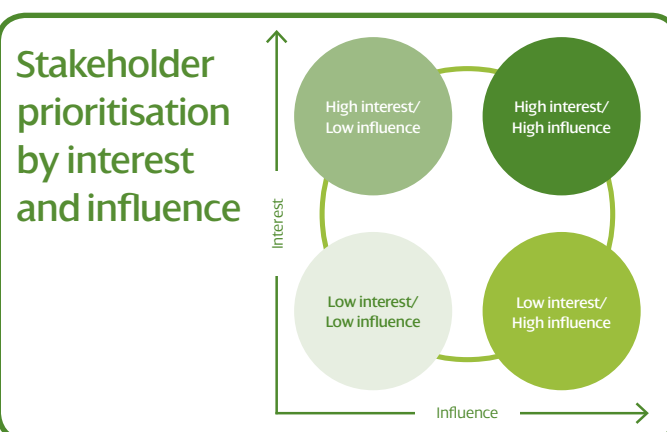 Stakeholder
prioritisation
by interest
and influence
High interest/
Low influence
High interest/
High influence
Interest
Low interest/
Low influence
Low interest/
High influence
Influence